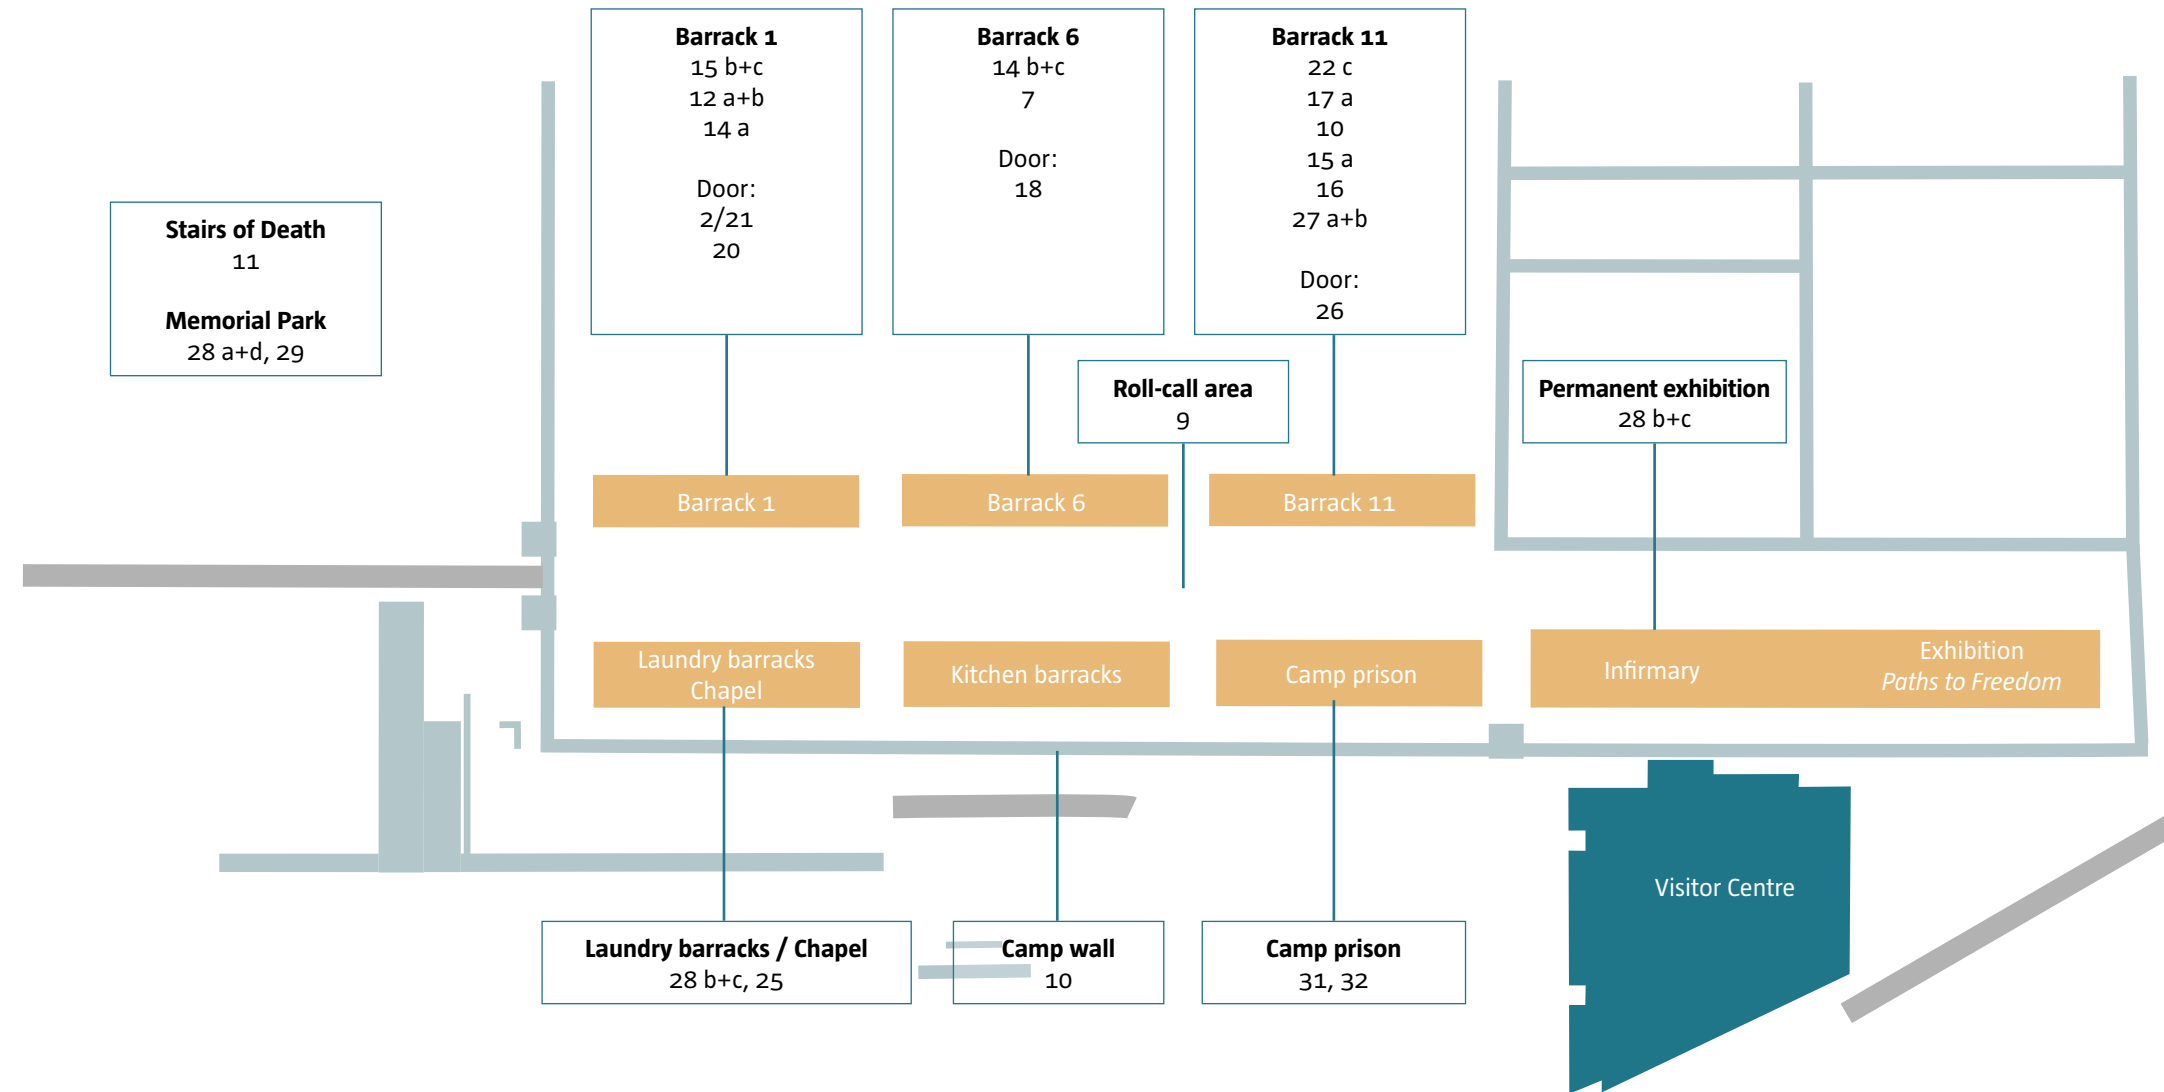 Barrack 1
15 b+c
12 a+b
14 a
Door:
2/21
20
Barrack 6
14 b+c
7
Door:
18
Barrack 11
22 c
17 a
10
15 a
16
27 a+b
Door:
26
Stairs of Death
11
Memorial Park
28 a+d, 29
Roll-call area
9
Permanent exhibition
28 b+c
Barrack 1
Barrack 6
Barrack 11
Laundry barracks
Chapel
Kitchen barracks
Camp prison
Infirmary
Exhibition
Paths to Freedom
Visitor Centre
Laundry barracks / Chapel
28 b+c, 25
Camp wall
10
Camp prison
31, 32